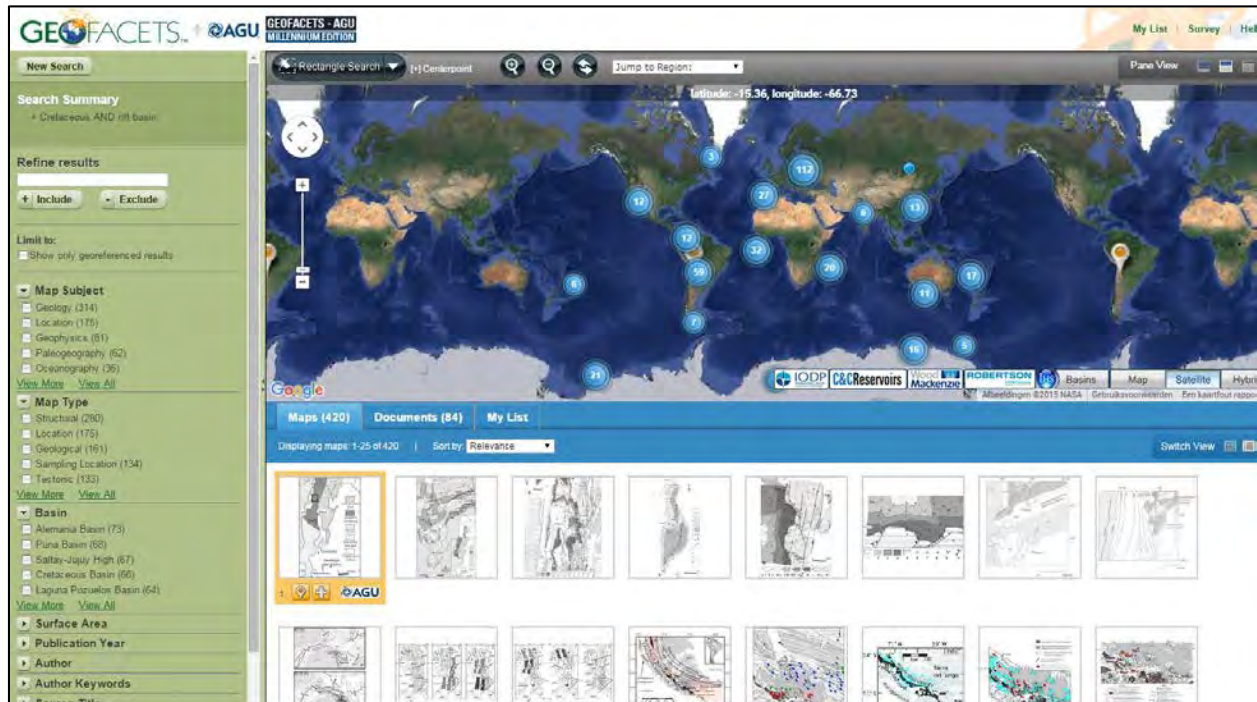 GEOFACETS
AGU
GEOFACETS - AGU
MILLENNIUM EDITION
My List | Survey | Hel
New Search
Rectangle Search
[+] Centerpoint
Jump to Region:
Pane View
Search Summary
+ Cretaceous AND rift basin
latitude: -15.36, longitude: -66.73
Refine results
+ Include
- Exclude
Limit to:
Show only georeferenced results
Map Subject
Geology (314)
Location (175)
Geophysics (81)
Paleogeography (62)
Oceanography (36)
View More View All
Map Type
Structural (280)
Location (175)
Geological (161)
Sampling Location (134)
Tectonic (133)
View More View All
Basin
Alemania Basin (73)
Puna Basin (68)
Saltay-Jujuy High (67)
Cretaceous Basin (66)
Laguna Pozuelos Basin (64)
View More View All
Surface Area
Publication Year
Author
Author Keywords
Source Title
3
112
27
12
6
13
12
32
59
20
17
6
11
7
15
5
21
Google
IODP
C&C Reservoirs
Wood Mackenzie
ROBERTSON
Basins
Map
Satellite
Hybri
Afbeeldingen ©2015 NASA Gebruiksvoorwaarden Een kaartfout rappor
Maps (420)
Documents (84)
My List
Displaying maps: 1-25 of 420 | Sort by: Relevance
Switch View
AGU